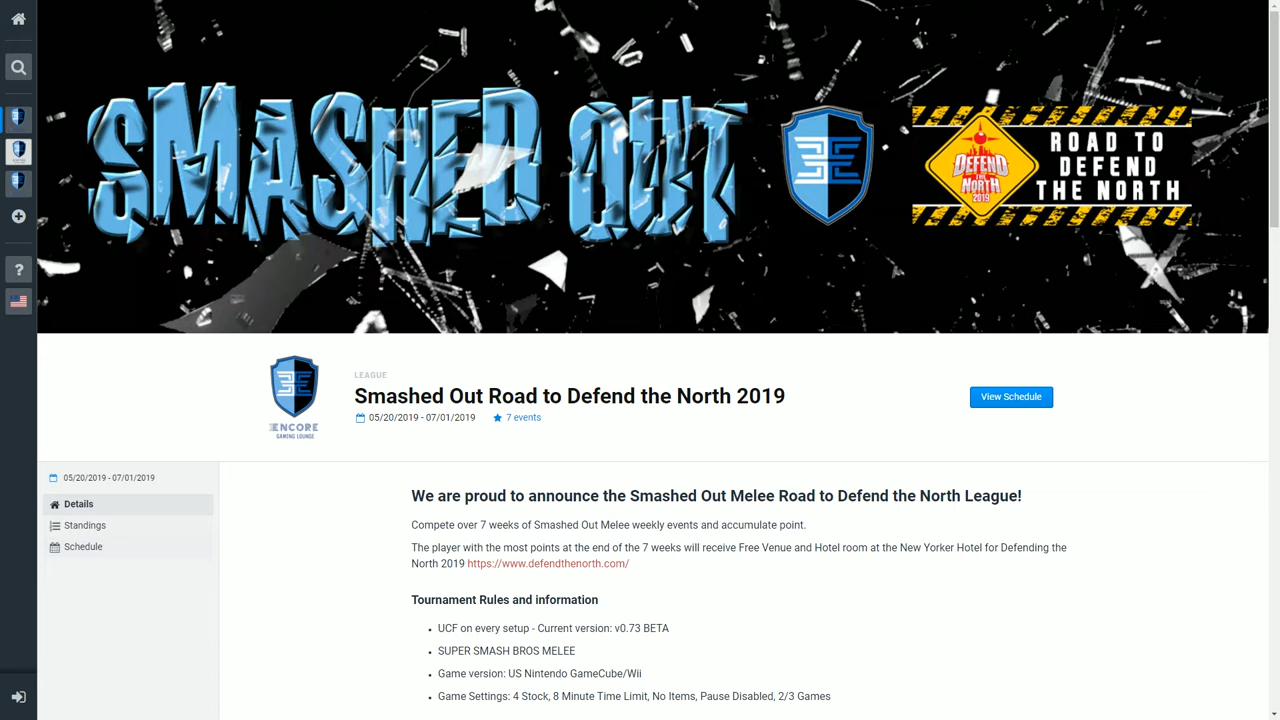 SMASHED OUT
ROAD TO
DEFEND
THE NORTH
DEFEND
THE
NORTH
2019
ENCORE
GAMING LOUNGE
LEAGUE
Smashed Out Road to Defend the North 2019
05/20/2019 - 07/01/2019
7 events
View Schedule
05/20/2019 - 07/01/2019
Details
Standings
Schedule
We are proud to announce the Smashed Out Melee Road to Defend the North League!
Compete over 7 weeks of Smashed Out Melee weekly events and accumulate point.
The player with the most points at the end of the 7 weeks will receive Free Venue and Hotel room at the New Yorker Hotel for Defending the
North 2019 https://www.defendthenorth.com/
Tournament Rules and information
• UCF on every setup - Current version: v0.73 BETA
• SUPER SMASH BROS MELEE
• Game version: US Nintendo GameCube/Wii
• Game Settings: 4 Stock, 8 Minute Time Limit, No Items, Pause Disabled, 2/3 Games